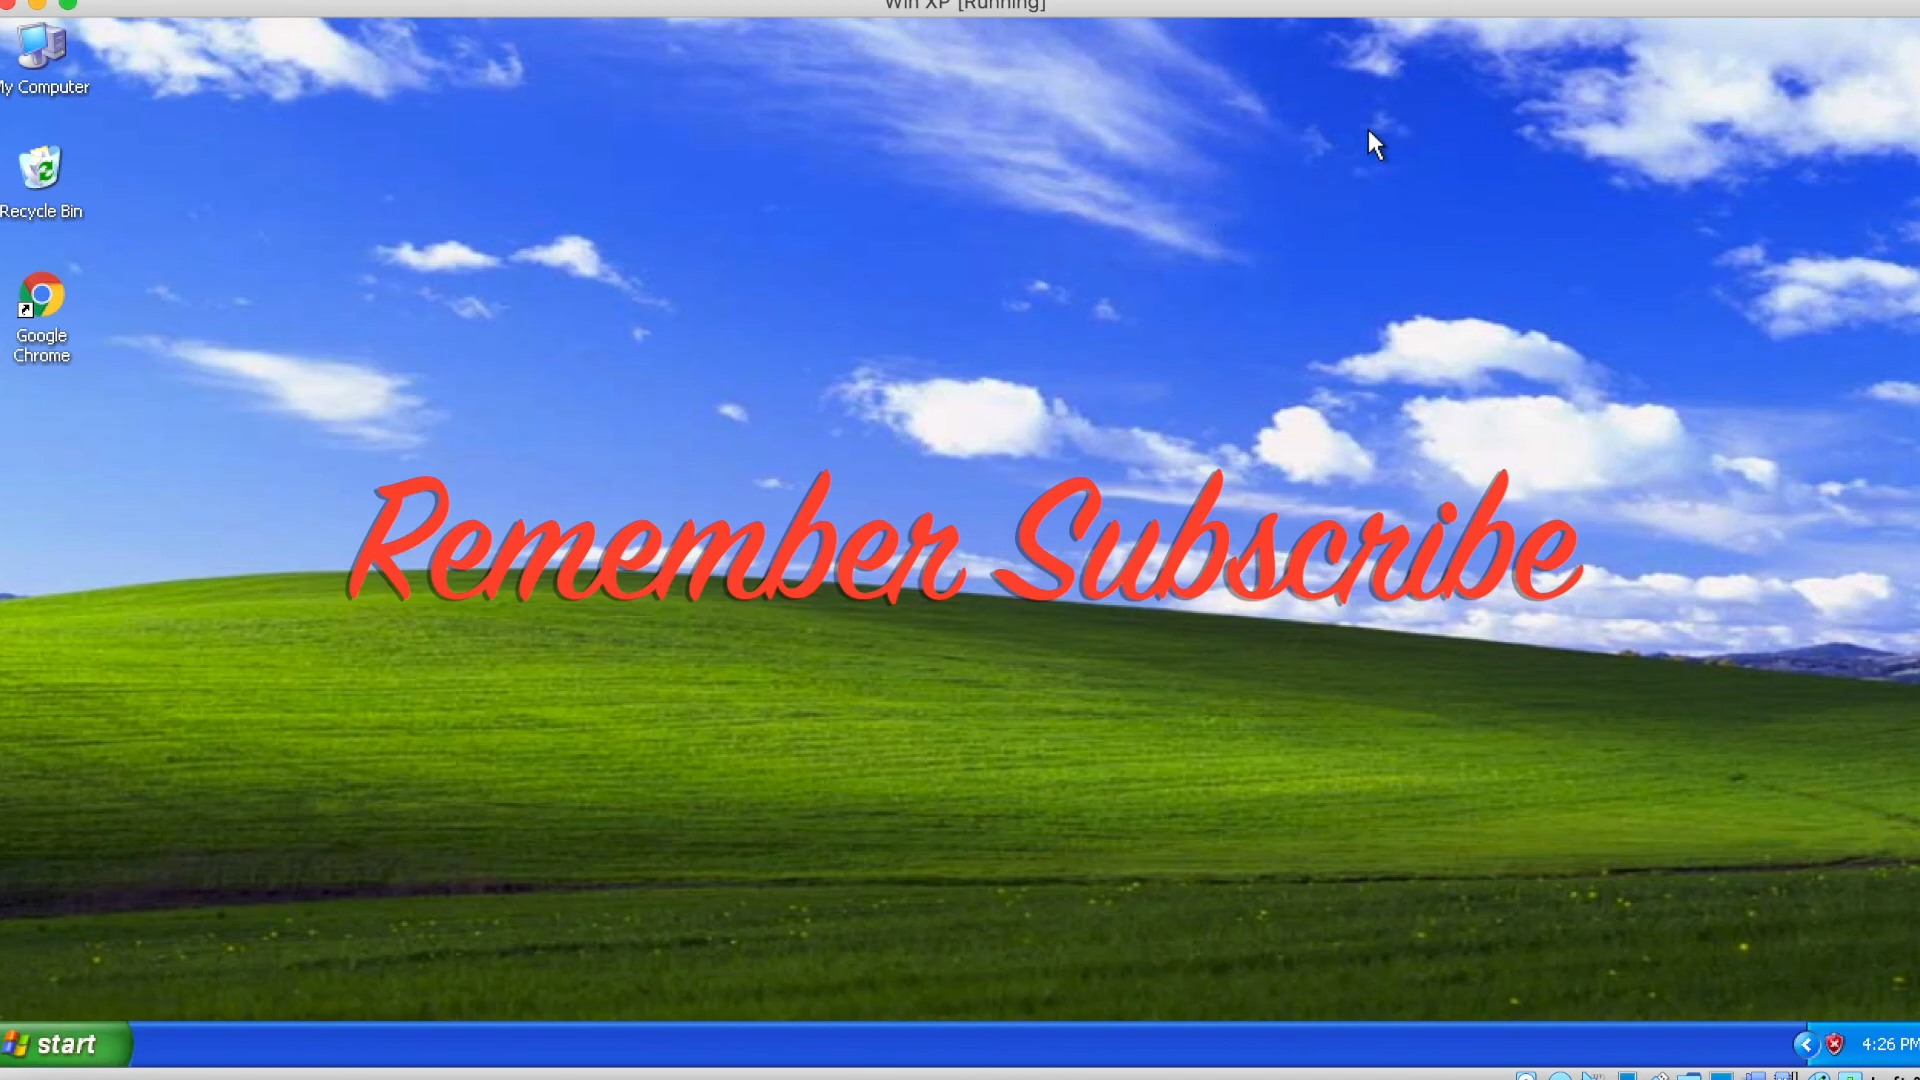 Win XP [Running]
My Computer
Recycle Bin
Google
Chrome
Remember Subscribe
start
4:26 PM